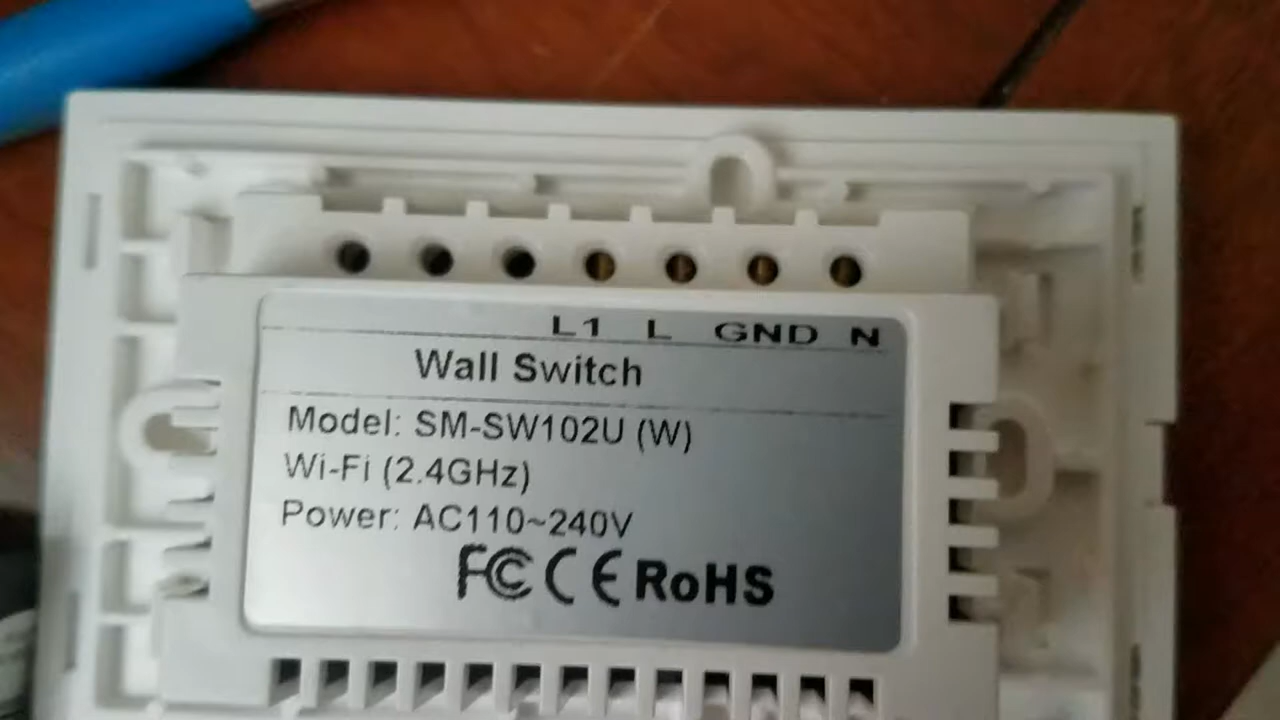 L1 L GND N
Wall Switch
Model: SM-SW102U (W)
Wi-Fi (2.4GHz)
Power: AC110~240V
FC CE RoHS